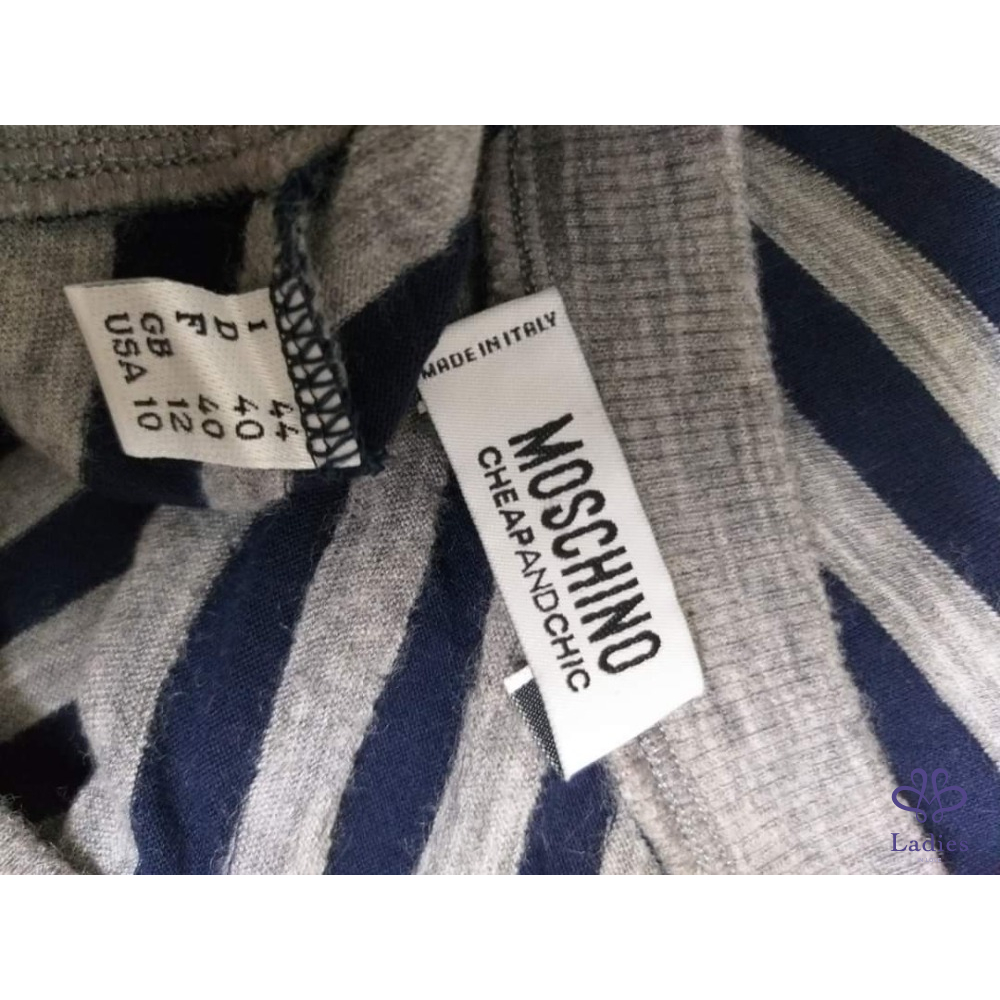 I 44
D 40
F 40
GB 12
USA 10
MADE IN ITALY
MOSCHINO
CHEAPANDCHIC
Ladies